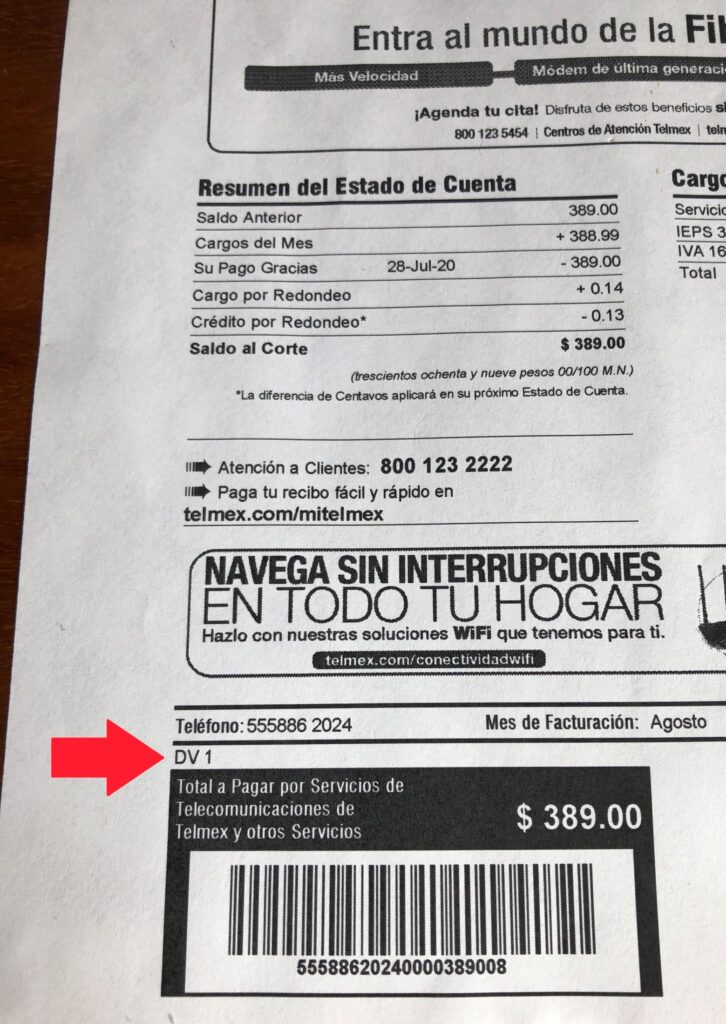 Entra al mundo de la
Más Velocidad
Módem de última
¡Agenda tu cita! Disfruta de estos beneficios
800 123 5454 | Centros de Atención Telmex |
Resumen del Estado de Cuenta
Saldo Anterior 389.00
Cargos del Mes + 388.99
Su Pago Gracias 28-Jul-20 - 389.00
Cargo por Redondeo + 0.14
Crédito por Redondeo* - 0.13
Saldo al Corte $ 389.00
(trescientos ochenta y nueve pesos 00/100 M.N.)
*La diferencia de Centavos aplicará en su próximo Estado de Cuenta.
IEPS 3
IVA 16
Total
Atención a Clientes: 800 123 2222
Paga tu recibo fácil y rápido en
telmex.com/mitelmex
NAVEGA SIN INTERRUPCIONES
EN TODO TU HOGAR
Hazlo con nuestras soluciones WiFi que tenemos para ti.
telmex.com/conectividadwifi
Teléfono: 555886 2024 Mes de Facturación: Agosto
DV 1
Total a Pagar por Servicios de
Telecomunicaciones de
Telmex y otros Servicios
$ 389.00
55588620240000389008